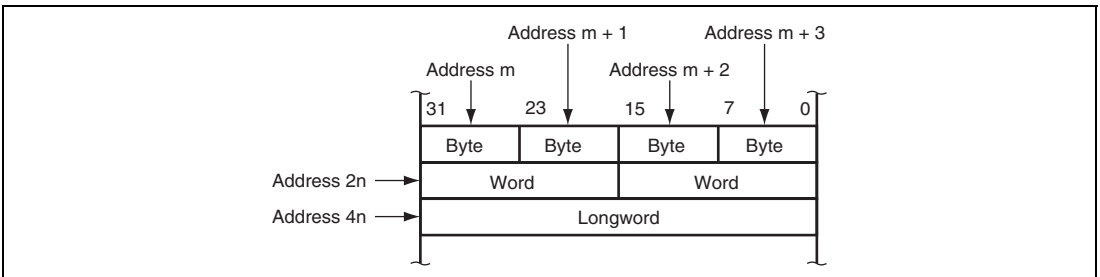 Address m + 1 Address m + 3
Address m Address m + 2
31 23 15 7 0
Byte Byte Byte Byte
Address 2n Word Word
Address 4n Longword